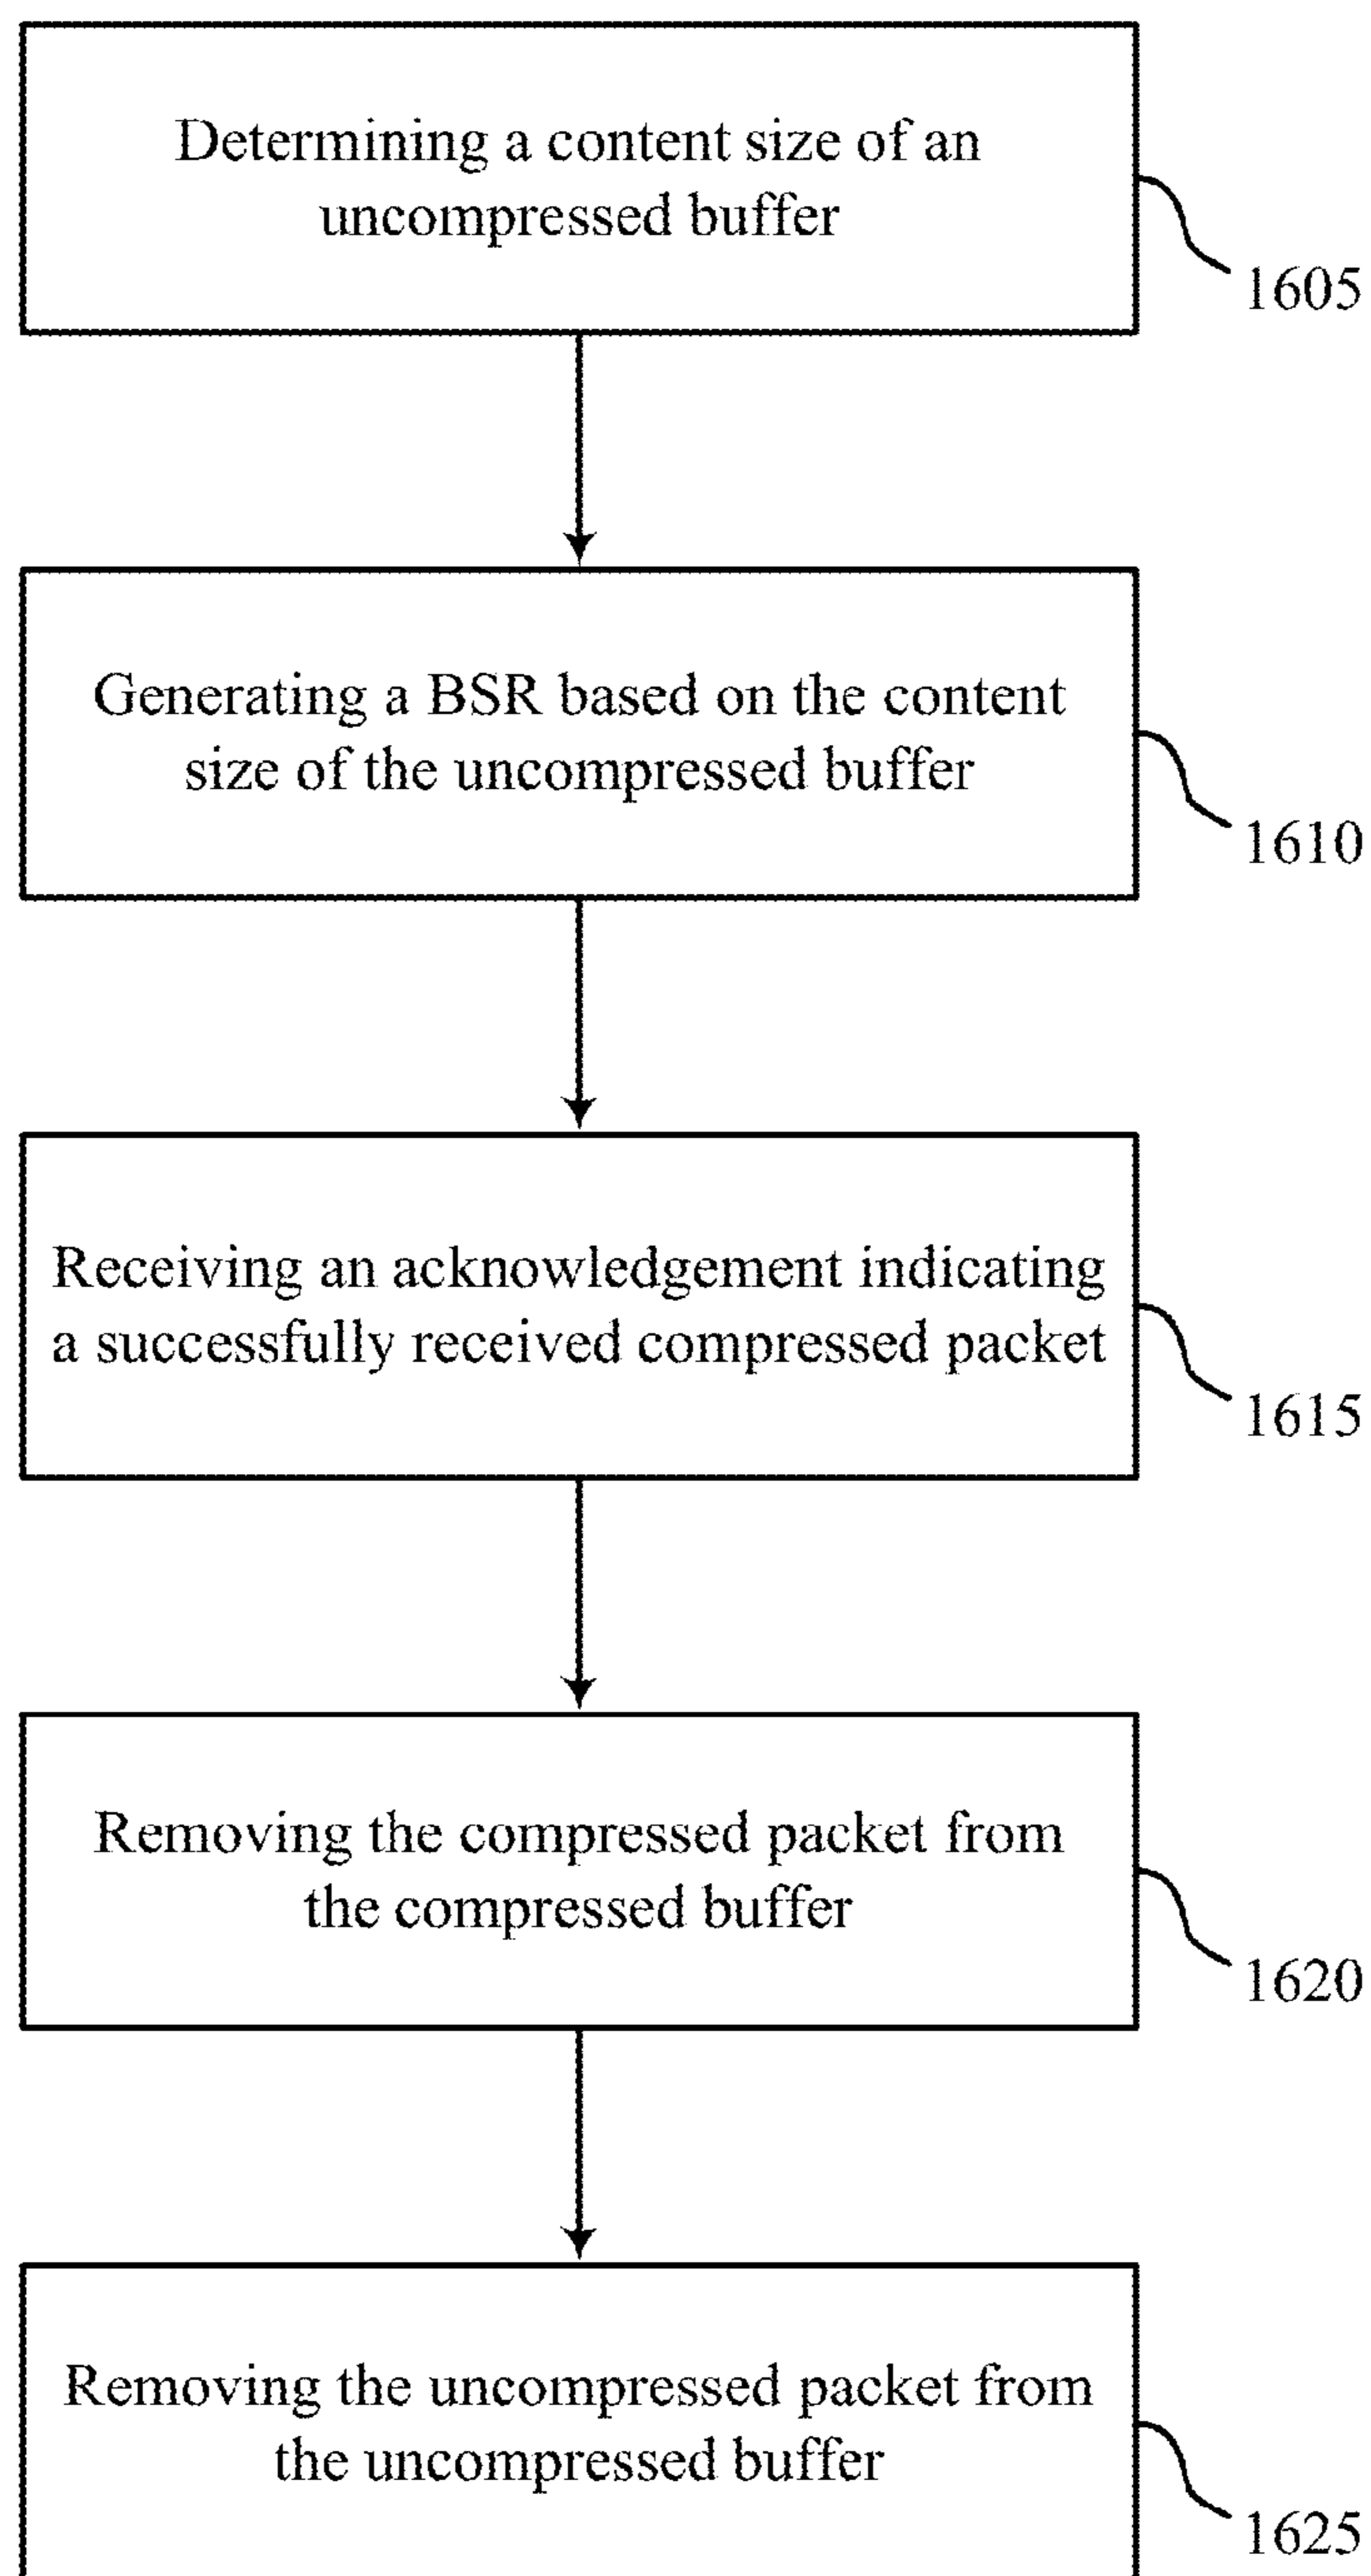 Determining a content size of an
uncompressed buffer
1605
Generating a BSR based on the content
size of the uncompressed buffer
1610
Receiving an acknowledgement indicating
a successfully received compressed packet
1615
Removing the compressed packet from
the compressed buffer
1620
Removing the uncompressed packet from
the uncompressed buffer
1625